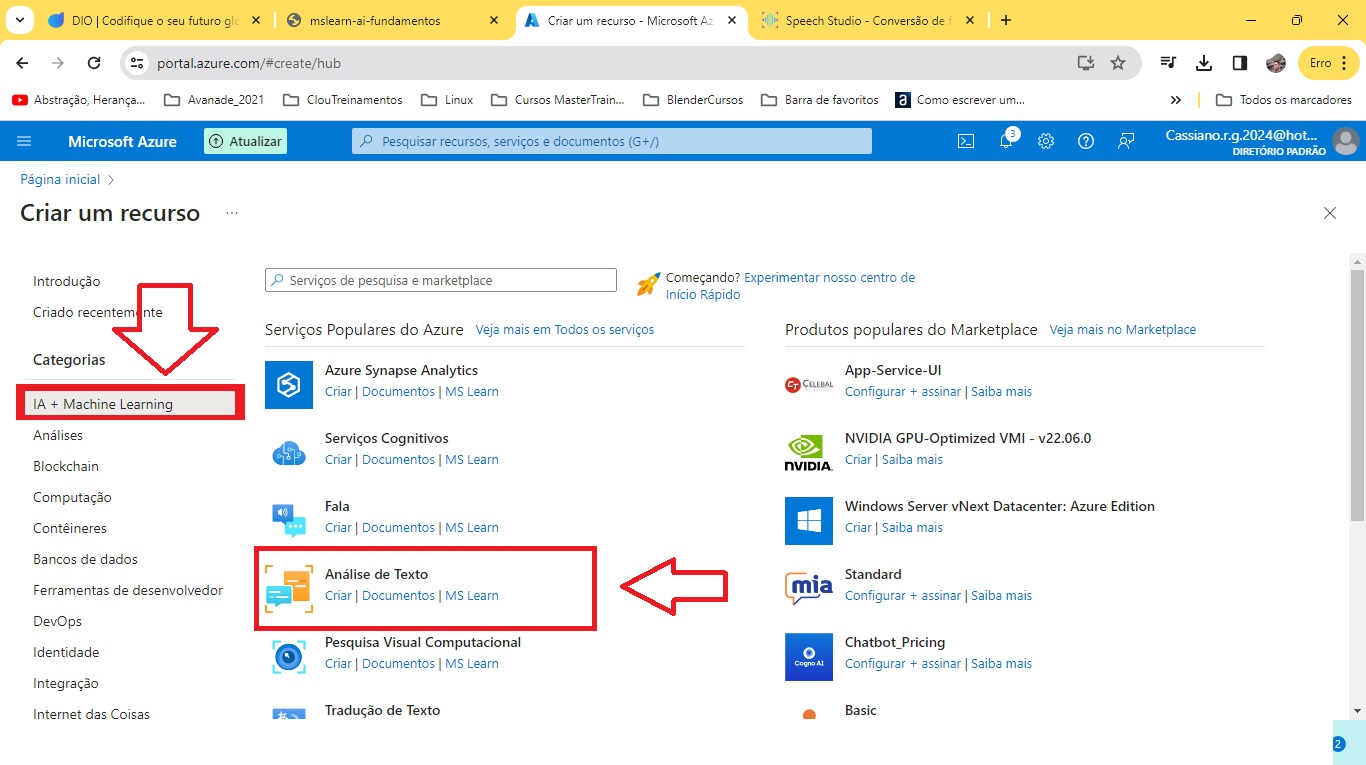 DIO | Codifique o seu futuro glo
mslearn-ai-fundamentos
Criar um recurso - Microsoft Az
Speech Studio - Conversão de f
portal.azure.com/#create/hub
Erro
Abstração, Herança...
Avanade_2021
ClouTreinamentos
Linux
Cursos MasterTrain...
BlenderCursos
Barra de favoritos
a
Como escrever um...
»
Todos os marcadores
Microsoft Azure
Atualizar
Pesquisar recursos, serviços e documentos (G+/)
3
Cassiano.r.g.2024@hot...
DIRETÓRIO PADRÃO
Página inicial
Criar um recurso
...
Introdução
Criado recentemente
Categorias
IA + Machine Learning
Análises
Blockchain
Computação
Contêineres
Bancos de dados
Ferramentas de desenvolvedor
DevOps
Identidade
Integração
Internet das Coisas
Serviços de pesquisa e marketplace
Começando? Experimentar nosso centro de
Início Rápido
Serviços Populares do Azure Veja mais em Todos os serviços
Azure Synapse Analytics
Criar | Documentos | MS Learn
Serviços Cognitivos
Criar | Documentos | MS Learn
Fala
Criar | Documentos | MS Learn
Análise de Texto
Criar | Documentos | MS Learn
Pesquisa Visual Computacional
Criar | Documentos | MS Learn
Tradução de Texto
Produtos populares do Marketplace Veja mais no Marketplace
CT CELEBAL
App-Service-UI
Configurar + assinar | Saiba mais
NVIDIA.
NVIDIA GPU-Optimized VMI - v22.06.0
Criar | Saiba mais
Windows Server vNext Datacenter: Azure Edition
Criar | Saiba mais
mia
Standard
Configurar + assinar | Saiba mais
Cogno AI
Chatbot_Pricing
Configurar + assinar | Saiba mais
Basic
2